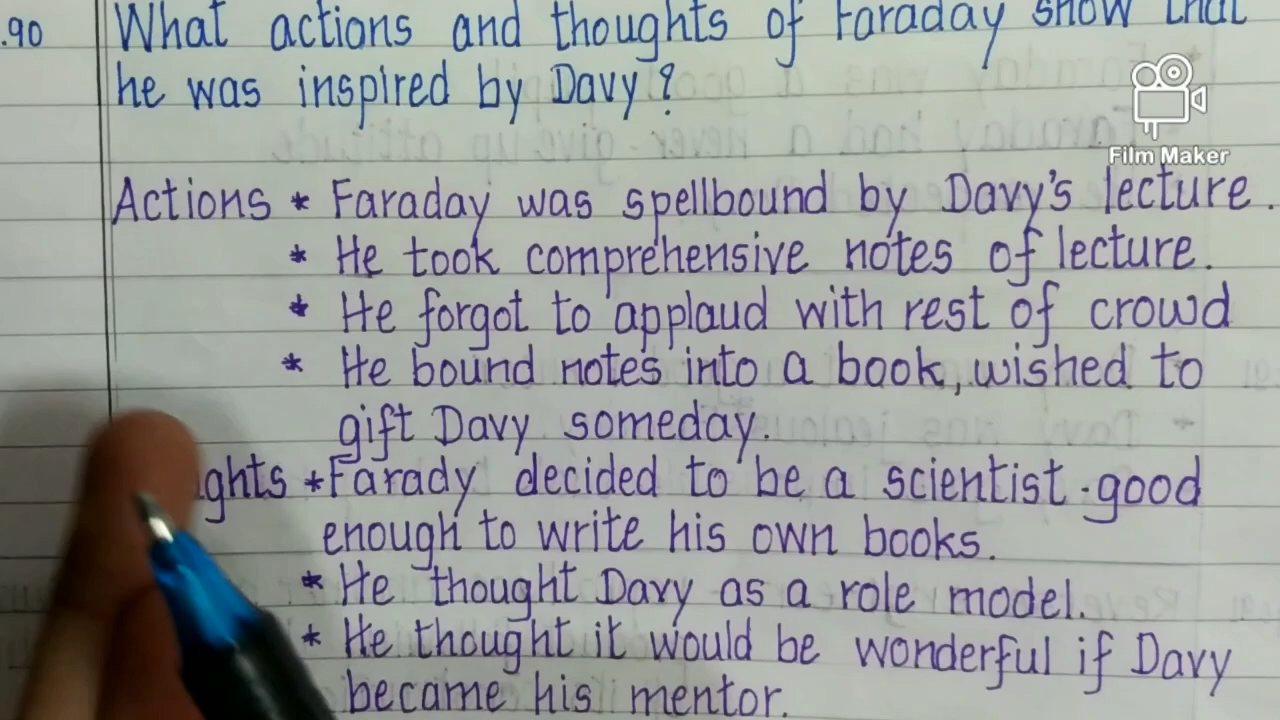 .90 What actions and thoughts of Faraday show that
he was inspired by Davy?
Film Maker
Actions * Faraday was spellbound by Davy's lecture.
* He took comprehensive notes of lecture.
* He forgot to applaud with rest of crowd
* He bound notes into a book, wished to
gift Davy someday.
ghts * Farady decided to be a scientist - good
enough to write his own books.
* He thought Davy as a role model.
* He thought it would be wonderful if Davy
became his mentor.